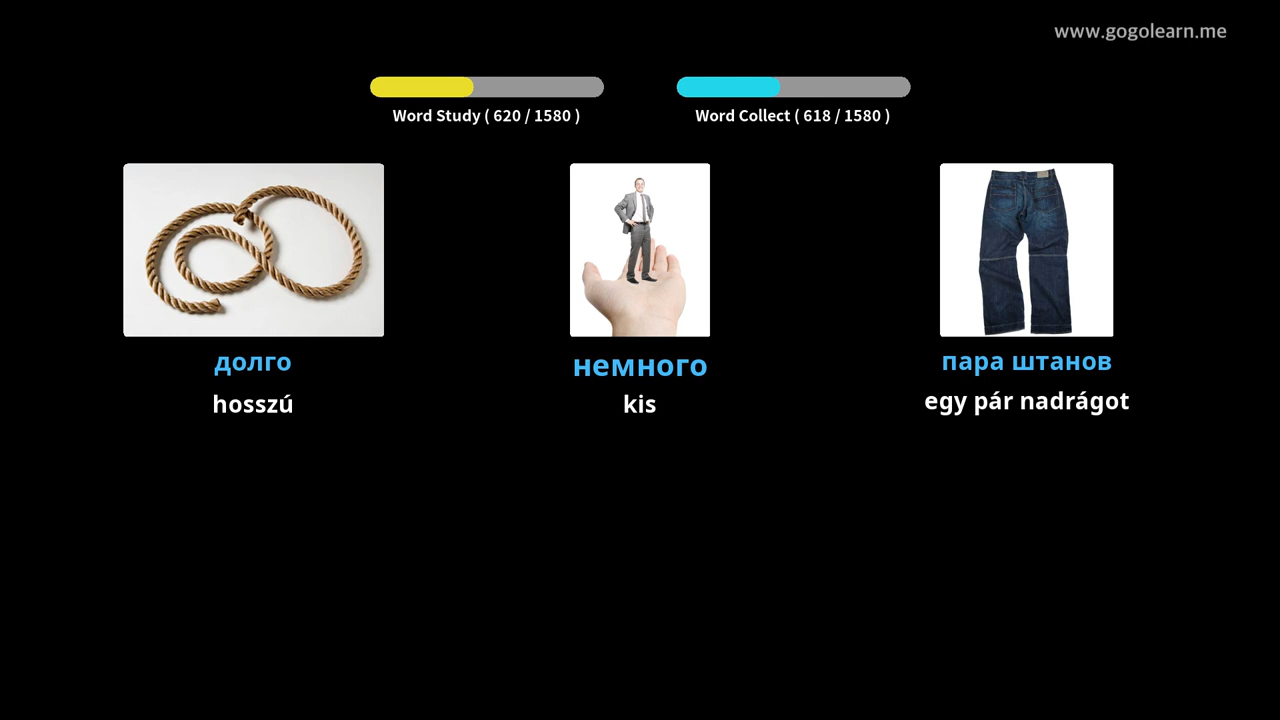 www.gogolearn.me
Word Study ( 620 / 1580 )
Word Collect ( 618 / 1580 )
долго
немного
пара штанов
hosszú
kis
egy pár nadrágot